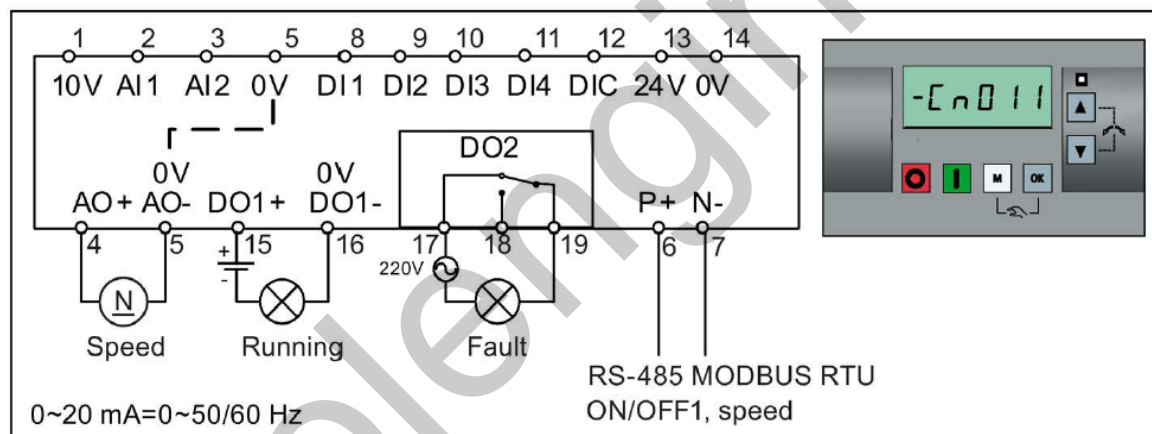 1 2 3 5 8 9 10 11 12 13 14
10V AI1 AI2 0V DI1 DI2 DI3 DI4 DIC 24V 0V
-Cn011
DO2
0V 0V
AO+ AO- DO1+ DO1- P+ N-
4 5 15 16 17 18 19 6 7
+
-
220V
M OK
N
Speed Running Fault
RS-485 MODBUS RTU
ON/OFF1, speed
0~20 mA=0~50/60 Hz
plengin